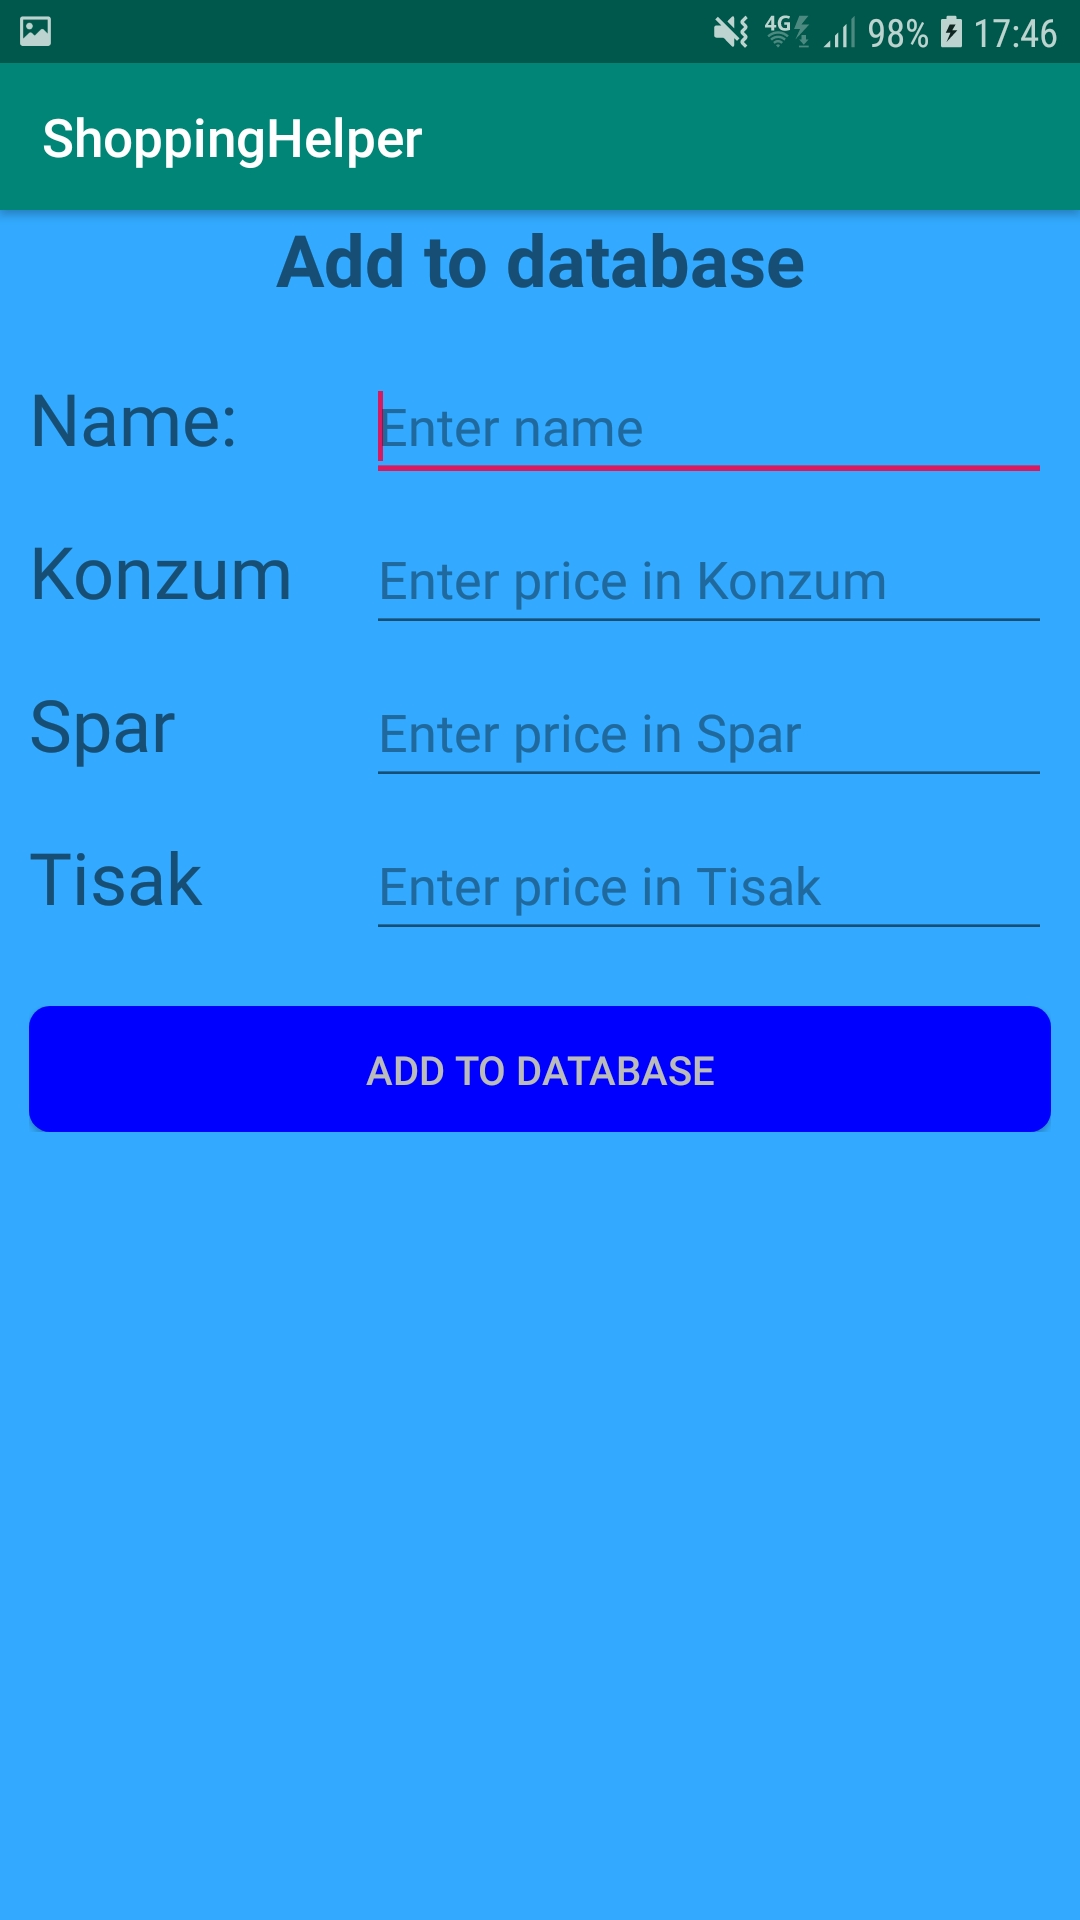 4G 98% 17:46
ShoppingHelper
Add to database
Name: Enter name
Konzum Enter price in Konzum
Spar Enter price in Spar
Tisak Enter price in Tisak
ADD TO DATABASE